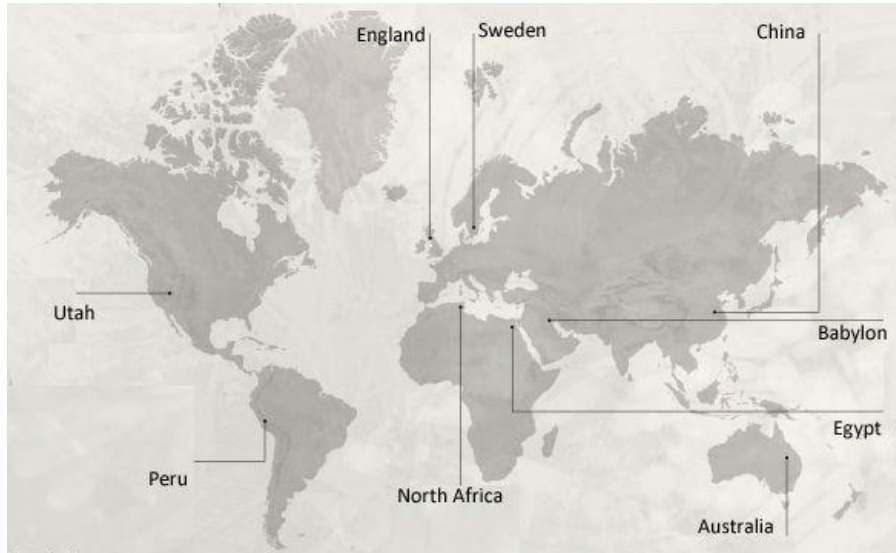 England
Sweden
China
Utah
Babylon
Egypt
Peru
North Africa
Australia